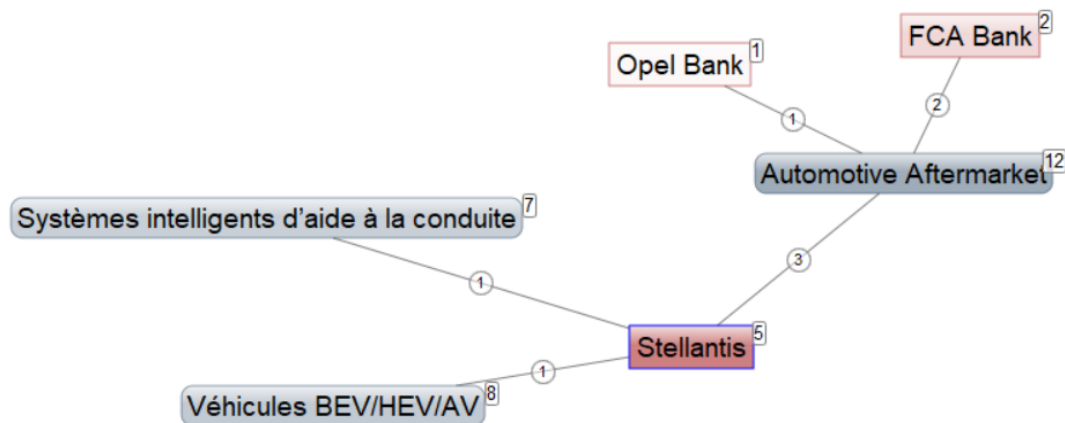 FCA Bank 2
Opel Bank 1
1
2
Automotive Aftermarket 12
Systèmes intelligents d’aide à la conduite 7
3
1
Stellantis 5
1
Véhicules BEV/HEV/AV 8